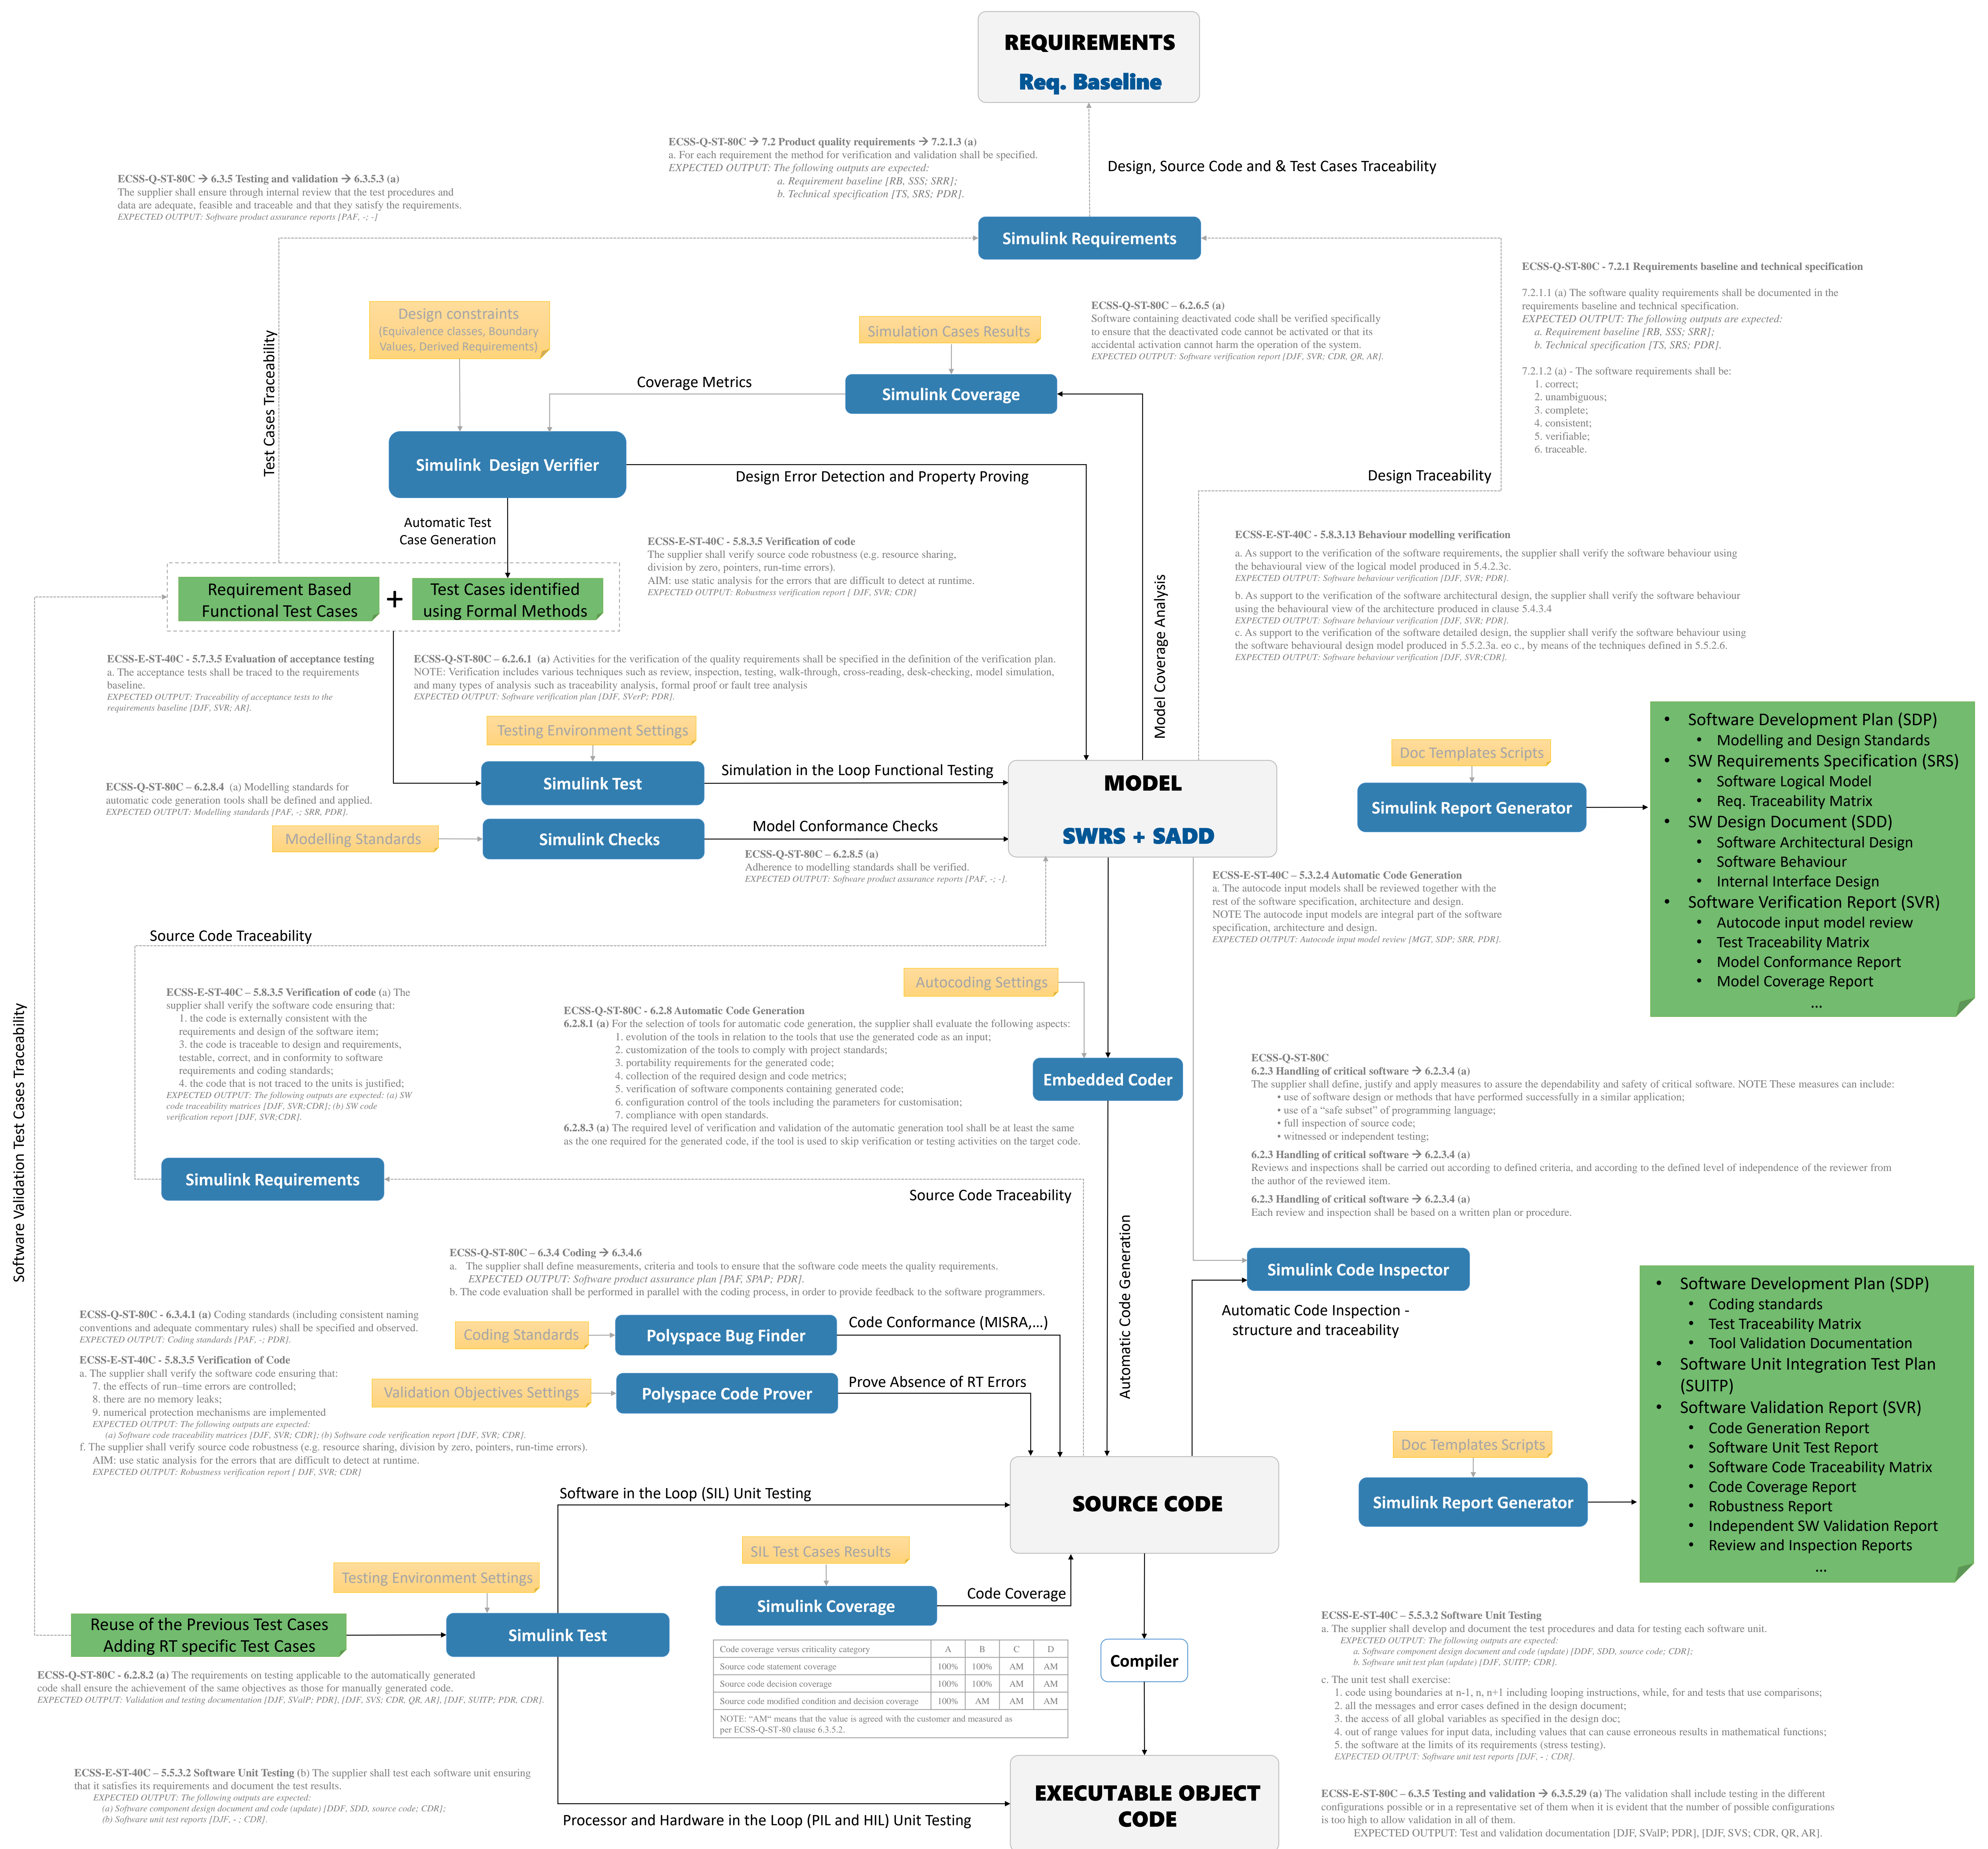 REQUIREMENTS
Req. Baseline
ECSS-Q-ST-80C → 7.2 Product quality requirements → 7.2.1.3 (a)
a. For each requirement the method for verification and validation shall be specified.
EXPECTED OUTPUT: The following outputs are expected:
a. Requirement baseline [RB, SSS; SRR];
b. Technical specification [TS, SRS; PDR].
Design, Source Code and & Test Cases Traceability
ECSS-Q-ST-80C → 6.3.5 Testing and validation → 6.3.5.3 (a)
The supplier shall ensure through internal review that the test procedures and
data are adequate, feasible and traceable and that they satisfy the requirements.
EXPECTED OUTPUT: Software product assurance reports [PAF, -; -]
Simulink Requirements
ECSS-Q-ST-80C - 7.2.1 Requirements baseline and technical specification
7.2.1.1 (a) The software quality requirements shall be documented in the
requirements baseline and technical specification.
EXPECTED OUTPUT: The following outputs are expected:
a. Requirement baseline [RB, SSS; SRR];
b. Technical specification [TS, SRS; PDR].
7.2.1.2 (a) - The software requirements shall be:
1. correct;
2. unambiguous;
3. complete;
4. consistent;
5. verifiable;
6. traceable.
Design constraints
(Equivalence classes, Boundary
Values, Derived Requirements)
Simulation Cases Results
ECSS-Q-ST-80C – 6.2.6.5 (a)
Software containing deactivated code shall be verified specifically
to ensure that the deactivated code cannot be activated or that its
accidental activation cannot harm the operation of the system.
EXPECTED OUTPUT: Software verification report [DJF, SVR; CDR, QR, AR].
Test Cases Traceability
Coverage Metrics
Simulink Coverage
Simulink Design Verifier
Design Error Detection and Property Proving
Design Traceability
Automatic Test
Case Generation
ECSS-E-ST-40C - 5.8.3.5 Verification of code
The supplier shall verify source code robustness (e.g. resource sharing,
division by zero, pointers, run-time errors).
AIM: use static analysis for the errors that are difficult to detect at runtime.
EXPECTED OUTPUT: Robustness verification report [ DJF, SVR; CDR]
ECSS-E-ST-40C - 5.8.3.13 Behaviour modelling verification
a. As support to the verification of the software requirements, the supplier shall verify the software behaviour using
the behavioural view of the logical model produced in 5.4.2.3c.
EXPECTED OUTPUT: Software behaviour verification [DJF, SVR; PDR].
b. As support to the verification of the software architectural design, the supplier shall verify the software behaviour
using the behavioural view of the architecture produced in clause 5.4.3.4
EXPECTED OUTPUT: Software behaviour verification [DJF, SVR; PDR].
c. As support to the verification of the software detailed design, the supplier shall verify the software behaviour using
the software behavioural design model produced in 5.5.2.3a. eo c., by means of the techniques defined in 5.5.2.6.
EXPECTED OUTPUT: Software behaviour verification [DJF, SVR;CDR].
Requirement Based
Functional Test Cases
+
Test Cases identified
using Formal Methods
Model Coverage Analysis
ECSS-E-ST-40C - 5.7.3.5 Evaluation of acceptance testing
a. The acceptance tests shall be traced to the requirements
baseline.
EXPECTED OUTPUT: Traceability of acceptance tests to the
requirements baseline [DJF, SVR; AR].
ECSS-Q-ST-80C – 6.2.6.1 (a) Activities for the verification of the quality requirements shall be specified in the definition of the verification plan.
NOTE: Verification includes various techniques such as review, inspection, testing, walk-through, cross-reading, desk-checking, model simulation,
and many types of analysis such as traceability analysis, formal proof or fault tree analysis
EXPECTED OUTPUT: Software verification plan [DJF, SVerP; PDR].
Testing Environment Settings
Simulink Test
Simulation in the Loop Functional Testing
MODEL
SWRS + SADD
ECSS-Q-ST-80C – 6.2.8.4 (a) Modelling standards for
automatic code generation tools shall be defined and applied.
EXPECTED OUTPUT: Modelling standards [PAF, -; SRR, PDR].
Modelling Standards
Simulink Checks
Model Conformance Checks
ECSS-Q-ST-80C – 6.2.8.5 (a)
Adherence to modelling standards shall be verified.
EXPECTED OUTPUT: Software product assurance reports [PAF, -; -].
Doc Templates Scripts
Simulink Report Generator
• Software Development Plan (SDP)
• Modelling and Design Standards
• SW Requirements Specification (SRS)
• Software Logical Model
• Req. Traceability Matrix
• SW Design Document (SDD)
• Software Architectural Design
• Software Behaviour
• Internal Interface Design
• Software Verification Report (SVR)
• Autocode input model review
• Test Traceability Matrix
• Model Conformance Report
• Model Coverage Report
...
ECSS-E-ST-40C – 5.3.2.4 Automatic Code Generation
a. The autocode input models shall be reviewed together with the
rest of the software specification, architecture and design.
NOTE The autocode input models are integral part of the software
specification, architecture and design.
EXPECTED OUTPUT: Autocode input model review [MGT, SDP; SRR, PDR].
Source Code Traceability
Software Validation Test Cases Traceability
ECSS-E-ST-40C – 5.8.3.5 Verification of code (a) The
supplier shall verify the software code ensuring that:
1. the code is externally consistent with the
requirements and design of the software item;
3. the code is traceable to design and requirements,
testable, correct, and in conformity to software
requirements and coding standards;
4. the code that is not traced to the units is justified;
EXPECTED OUTPUT: The following outputs are expected: (a) SW
code traceability matrices [DJF, SVR;CDR]; (b) SW code
verification report [DJF, SVR;CDR].
Autocoding Settings
ECSS-Q-ST-80C – 6.2.8 Automatic Code Generation
6.2.8.1 (a) For the selection of tools for automatic code generation, the supplier shall evaluate the following aspects:
1. evolution of the tools in relation to the tools that use the generated code as an input;
2. customization of the tools to comply with project standards;
3. portability requirements for the generated code;
4. collection of the required design and code metrics;
5. verification of software components containing generated code;
6. configuration control of the tools including the parameters for customisation;
7. compliance with open standards.
6.2.8.3 (a) The required level of verification and validation of the automatic generation tool shall be at least the same
as the one required for the generated code, if the tool is used to skip verification or testing activities on the target code.
Embedded Coder
ECSS-Q-ST-80C
6.2.3 Handling of critical software → 6.2.3.4 (a)
The supplier shall define, justify and apply measures to assure the dependability and safety of critical software. NOTE These measures can include:
• use of software design or methods that have performed successfully in a similar application;
• use of a “safe subset” of programming language;
• full inspection of source code;
• witnessed or independent testing;
6.2.3 Handling of critical software → 6.2.3.4 (a)
Reviews and inspections shall be carried out according to defined criteria, and according to the defined level of independence of the reviewer from
the author of the reviewed item.
6.2.3 Handling of critical software → 6.2.3.4 (a)
Each review and inspection shall be based on a written plan or procedure.
Simulink Requirements
Source Code Traceability
Automatic Code Generation
ECSS-Q-ST-80C – 6.3.4 Coding → 6.3.4.6
a. The supplier shall define measurements, criteria and tools to ensure that the software code meets the quality requirements.
EXPECTED OUTPUT: Software product assurance plan [PAF, SPAP; PDR].
b. The code evaluation shall be performed in parallel with the coding process, in order to provide feedback to the software programmers.
Simulink Code Inspector
Automatic Code Inspection -
structure and traceability
ECSS-Q-ST-80C - 6.3.4.1 (a) Coding standards (including consistent naming
conventions and adequate commentary rules) shall be specified and observed.
EXPECTED OUTPUT: Coding standards [PAF, -; PDR].
Coding Standards
Polyspace Bug Finder
Code Conformance (MISRA,...)
ECSS-E-ST-40C - 5.8.3.5 Verification of Code
a. The supplier shall verify the software code ensuring that:
7. the effects of run–time errors are controlled;
8. there are no memory leaks;
9. numerical protection mechanisms are implemented
EXPECTED OUTPUT: The following outputs are expected:
(a) Software code traceability matrices [DJF, SVR; CDR]; (b) Software code verification report [DJF, SVR; CDR].
f. The supplier shall verify source code robustness (e.g. resource sharing, division by zero, pointers, run-time errors).
AIM: use static analysis for the errors that are difficult to detect at runtime.
EXPECTED OUTPUT: Robustness verification report [ DJF, SVR; CDR]
Validation Objectives Settings
Polyspace Code Prover
Prove Absence of RT Errors
• Software Development Plan (SDP)
• Coding standards
• Test Traceability Matrix
• Tool Validation Documentation
• Software Unit Integration Test Plan
(SUITP)
• Software Validation Report (SVR)
• Code Generation Report
• Software Unit Test Report
• Software Code Traceability Matrix
• Code Coverage Report
• Robustness Report
• Independent SW Validation Report
• Review and Inspection Reports
...
Doc Templates Scripts
Simulink Report Generator
Software in the Loop (SIL) Unit Testing
SOURCE CODE
SIL Test Cases Results
Simulink Coverage
Code Coverage
Testing Environment Settings
Reuse of the Previous Test Cases
Adding RT specific Test Cases
Simulink Test
Code coverage versus criticality category A B C D
Source code statement coverage 100% 100% AM AM
Source code decision coverage 100% 100% AM AM
Source code modified condition and decision coverage 100% AM AM AM
NOTE: “AM“ means that the value is agreed with the customer and measured as
per ECSS-Q-ST-80 clause 6.3.5.2.
Compiler
ECSS-Q-ST-80C - 6.2.8.2 (a) The requirements on testing applicable to the automatically generated
code shall ensure the achievement of the same objectives as those for manually generated code.
EXPECTED OUTPUT: Validation and testing documentation [DJF, SValP; PDR], [DJF, SVS; CDR, QR, AR], [DJF, SUITP; PDR, CDR].
ECSS-E-ST-40C – 5.5.3.2 Software Unit Testing
a. The supplier shall develop and document the test procedures and data for testing each software unit.
EXPECTED OUTPUT: The following outputs are expected:
a. Software component design document and code (update) [DDF, SDD, source code; CDR];
b. Software unit test plan (update) [DJF, SUITP; CDR].
c. The unit test shall exercise:
1. code using boundaries at n-1, n, n+1 including looping instructions, while, for and tests that use comparisons;
2. all the messages and error cases defined in the design document;
3. the access of all global variables as specified in the design doc;
4. out of range values for input data, including values that can cause erroneous results in mathematical functions;
5. the software at the limits of its requirements (stress testing).
EXPECTED OUTPUT: Software unit test reports [DJF, - ; CDR].
ECSS-E-ST-40C – 5.5.3.2 Software Unit Testing (b) The supplier shall test each software unit ensuring
that it satisfies its requirements and document the test results.
EXPECTED OUTPUT: The following outputs are expected:
(a) Software component design document and code (update) [DDF, SDD, source code; CDR];
(b) Software unit test reports [DJF, - ; CDR].
Processor and Hardware in the Loop (PIL and HIL) Unit Testing
EXECUTABLE OBJECT
CODE
ECSS-E-ST-80C – 6.3.5 Testing and validation → 6.3.5.29 (a) The validation shall include testing in the different
configurations possible or in a representative set of them when it is evident that the number of possible configurations
is too high to allow validation in all of them.
EXPECTED OUTPUT: Test and validation documentation [DJF, SValP; PDR], [DJF, SVS; CDR, QR, AR].